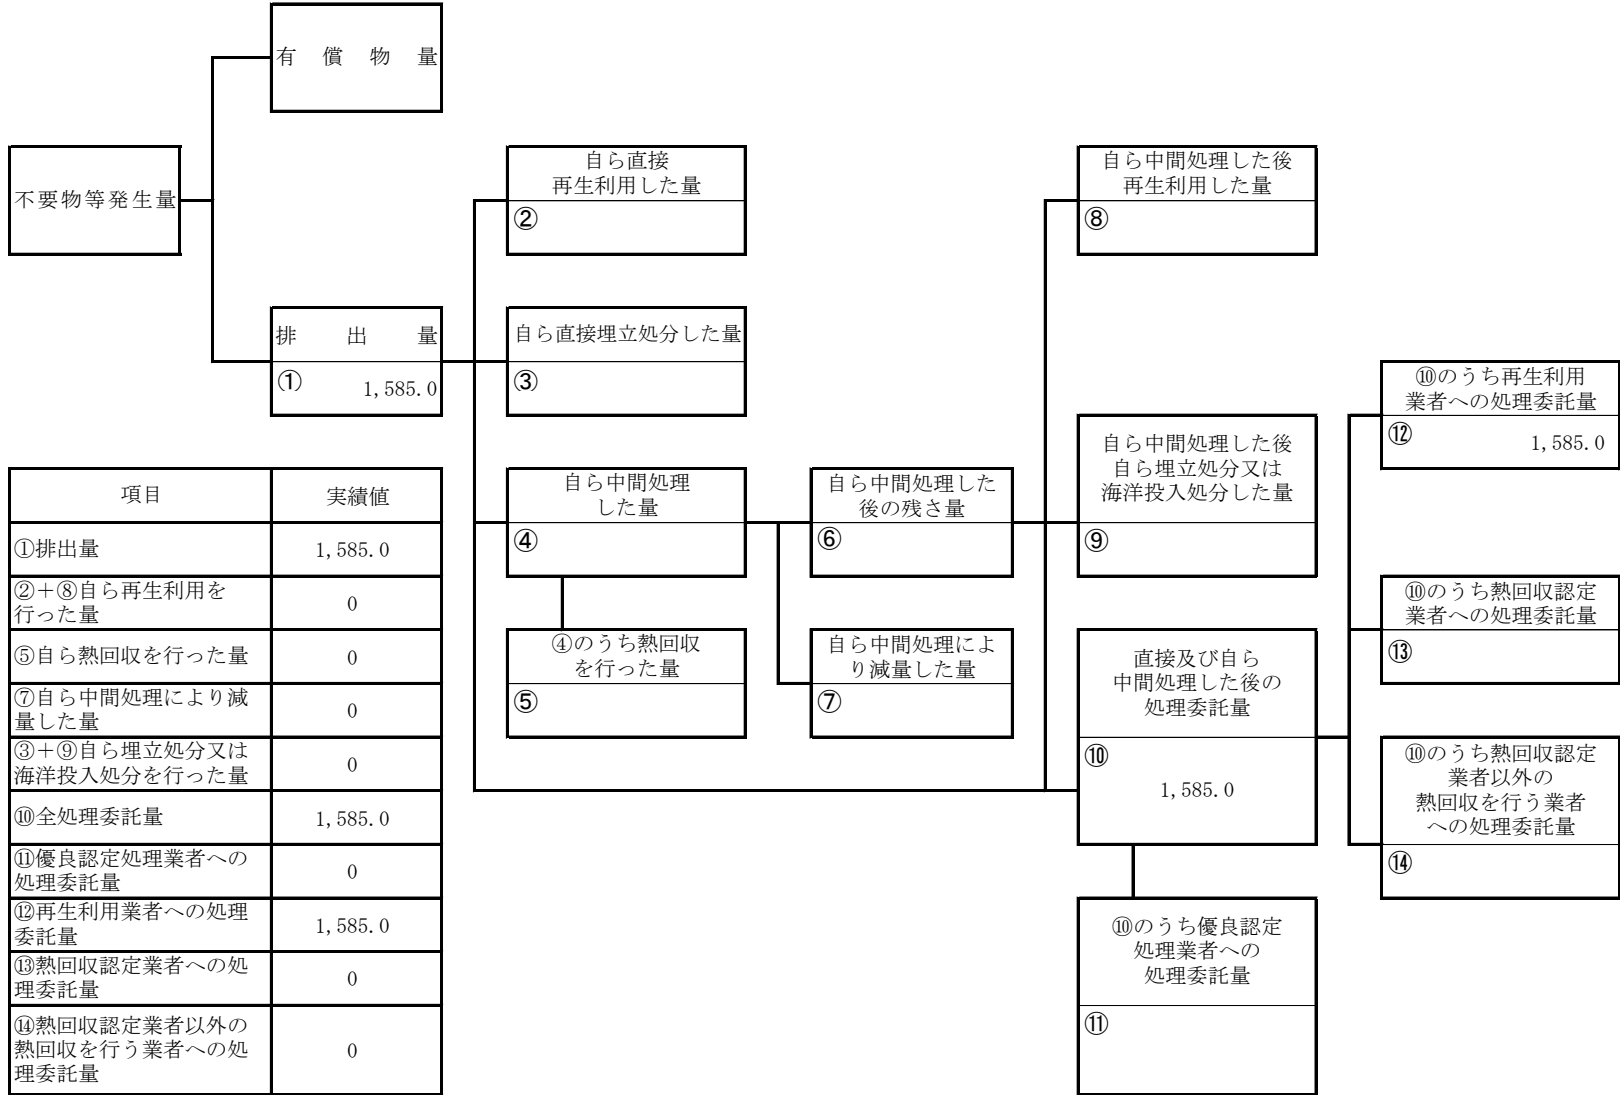 有償物量
不要物等発生量
排出量
① 1,585.0
自ら直接
再生利用した量
②
自ら直接埋立処分した量
③
自ら中間処理
した量
④
④のうち熱回収
を行った量
⑤
自ら中間処理した
後の残さ量
⑥
自ら中間処理によ
り減量した量
⑦
自ら中間処理した後
再生利用した量
⑧
自ら中間処理した後
自ら埋立処分又は
海洋投入処分した量
⑨
直接及び自ら
中間処理した後の
処理委託量
⑩
1,585.0
⑩のうち優良認定
処理業者への
処理委託量
⑪
⑩のうち再生利用
業者への処理委託量
⑫ 1,585.0
⑩のうち熱回収認定
業者への処理委託量
⑬
⑩のうち熱回収認定
業者以外の
熱回収を行う業者
への処理委託量
⑭
項目 実績値
①排出量 1,585.0
②＋⑧自ら再生利用を
行った量 0
⑤自ら熱回収を行った量 0
⑦自ら中間処理により減
量した量 0
③＋⑨自ら埋立処分又は
海洋投入処分を行った量 0
⑩全処理委託量 1,585.0
⑪優良認定処理業者への
処理委託量 0
⑫再生利用業者への処理
委託量 1,585.0
⑬熱回収認定業者への処
理委託量 0
⑭熱回収認定業者以外の
熱回収を行う業者への処
理委託量 0